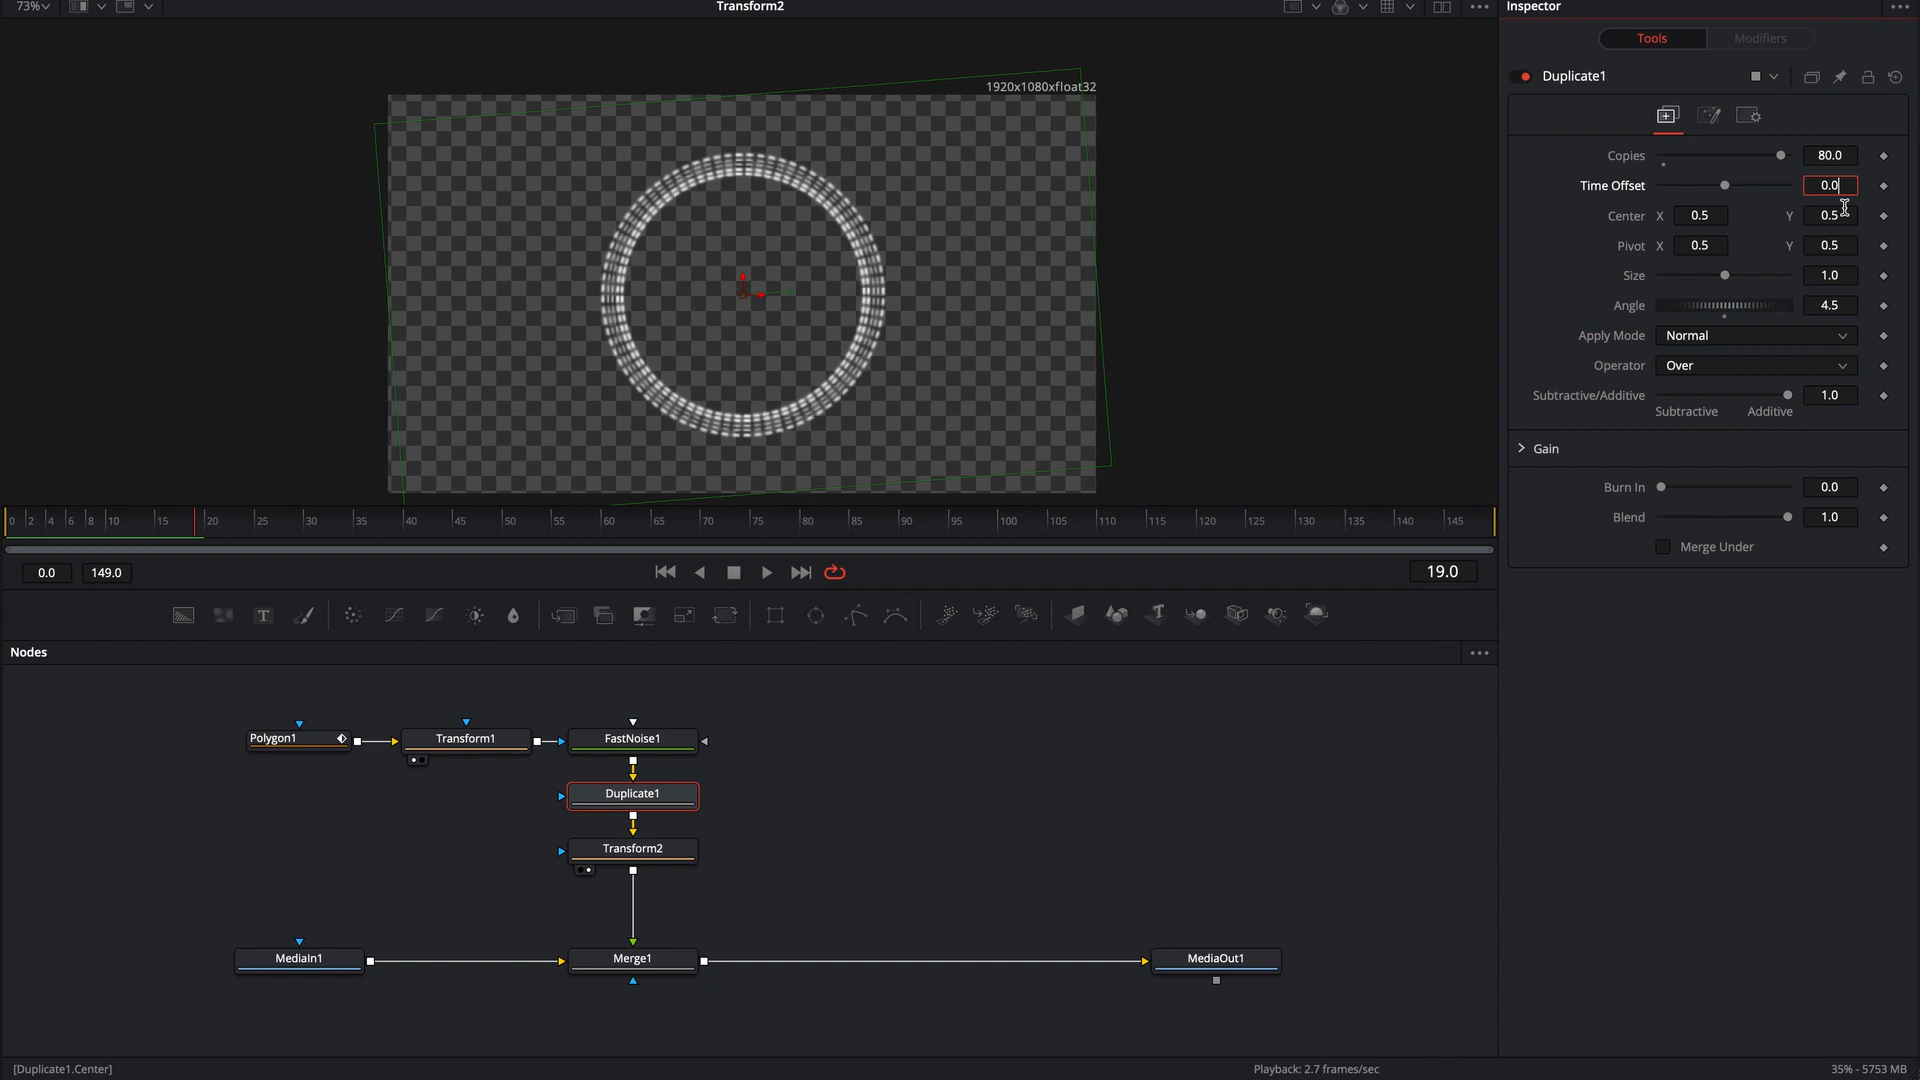 73%
Transform2
Inspector
Tools
Modifiers
1920x1080xfloat32
Duplicate1
Copies 80.0
Time Offset 0.0
Center X 0.5 Y 0.5
Pivot X 0.5 Y 0.5
Size 1.0
Angle 4.5
Apply Mode Normal
Operator Over
Subtractive/Additive 1.0
Subtractive Additive
Gain
Burn In 0.0
Blend 1.0
Merge Under
0 2 4 6 8 10 15 20 25 30 35 40 45 50 55 60 65 70 75 80 85 90 95 100 105 110 115 120 125 130 135 140 145
0.0 149.0 19.0
T
T
Nodes
Polygon1
Transform1
FastNoise1
Duplicate1
Transform2
MediaIn1
Merge1
MediaOut1
[Duplicate1.Center]
Playback: 2.7 frames/sec
35% - 5753 MB